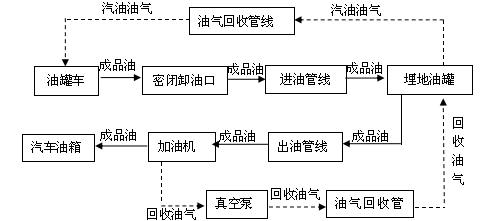 汽油油气
油气回收管线
汽油油气
油罐车
成品油
密闭卸油口
成品油
进油管线
成品油
埋地油罐
汽车油箱
成品油
加油机
成品油
出油管线
成品油
回收油气
回收油气
真空泵
回收油气
油气回收管